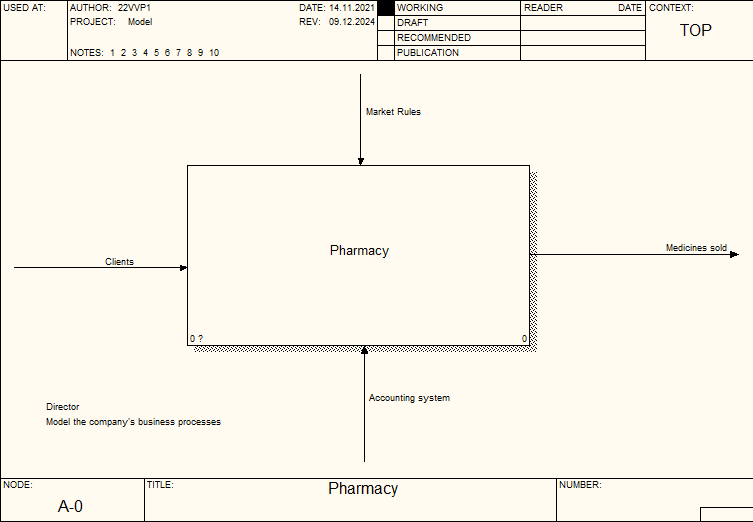 USED AT:
AUTHOR: 22VVP1
DATE: 14.11.2021
WORKING
READER
DATE
CONTEXT:
PROJECT: Model
REV: 09.12.2024
DRAFT
TOP
RECOMMENDED
NOTES: 1 2 3 4 5 6 7 8 9 10
PUBLICATION
Market Rules
Pharmacy
Medicines sold
Clients
0 ?
0
Accounting system
Director
Model the company's business processes
NODE:
TITLE:
Pharmacy
NUMBER:
A-0